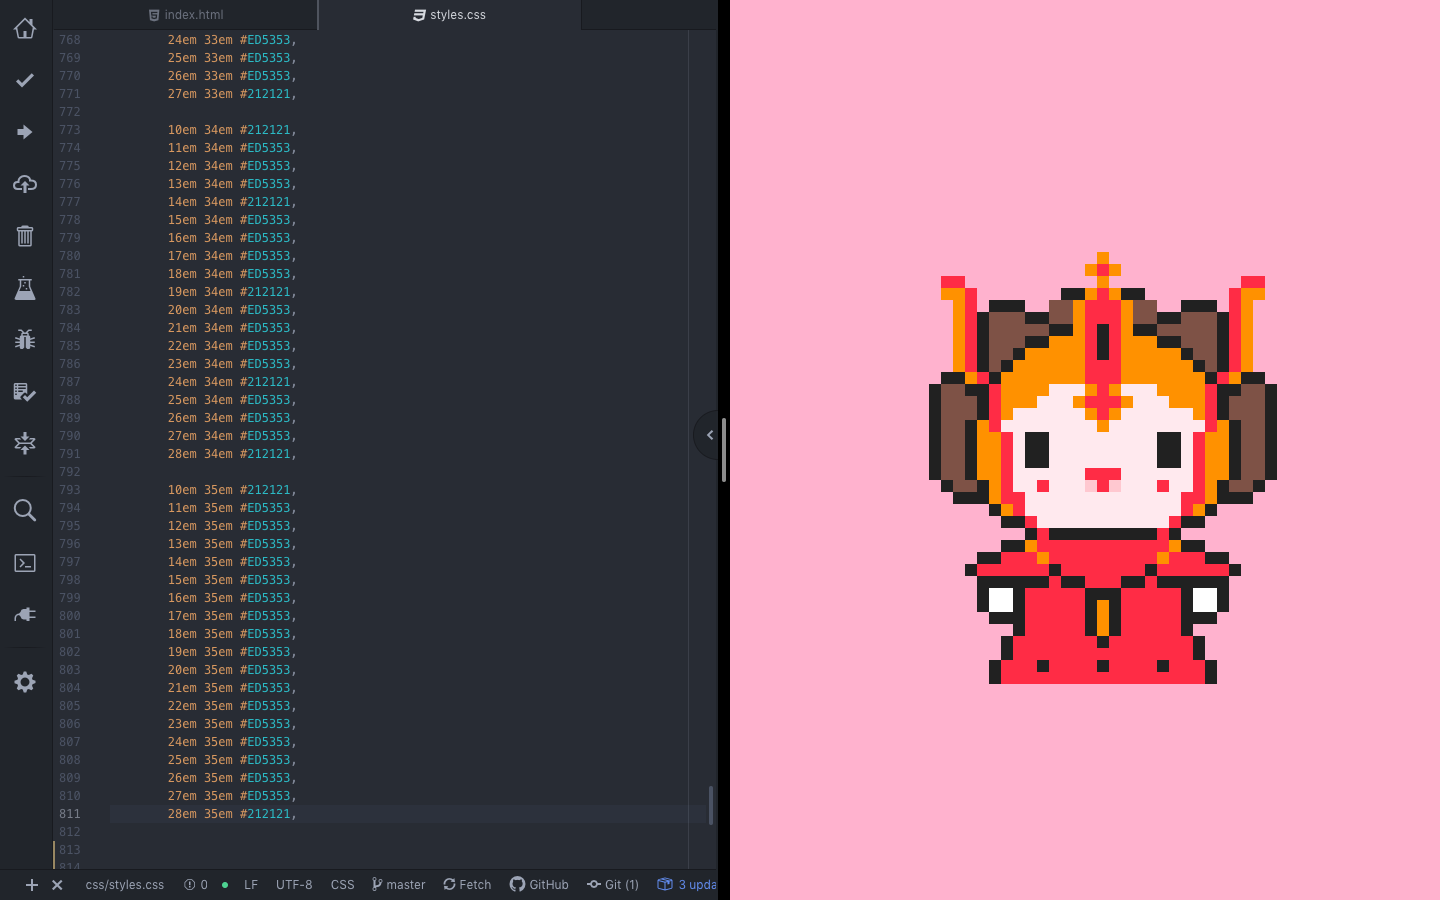 index.html
styles.css
768 24em 33em #ED5353,
769 25em 33em #ED5353,
770 26em 33em #ED5353,
771 27em 33em #212121,
772
773 10em 34em #212121,
774 11em 34em #ED5353,
775 12em 34em #ED5353,
776 13em 34em #ED5353,
777 14em 34em #212121,
778 15em 34em #ED5353,
779 16em 34em #ED5353,
780 17em 34em #ED5353,
781 18em 34em #ED5353,
782 19em 34em #212121,
783 20em 34em #ED5353,
784 21em 34em #ED5353,
785 22em 34em #ED5353,
786 23em 34em #ED5353,
787 24em 34em #212121,
788 25em 34em #ED5353,
789 26em 34em #ED5353,
790 27em 34em #ED5353,
791 28em 34em #212121,
792
793 10em 35em #212121,
794 11em 35em #ED5353,
795 12em 35em #ED5353,
796 13em 35em #ED5353,
797 14em 35em #ED5353,
798 15em 35em #ED5353,
799 16em 35em #ED5353,
800 17em 35em #ED5353,
801 18em 35em #ED5353,
802 19em 35em #ED5353,
803 20em 35em #ED5353,
804 21em 35em #ED5353,
805 22em 35em #ED5353,
806 23em 35em #ED5353,
807 24em 35em #ED5353,
808 25em 35em #ED5353,
809 26em 35em #ED5353,
810 27em 35em #ED5353,
811 28em 35em #212121,
812
813
814
css/styles.css 0 LF UTF-8 CSS master Fetch GitHub Git (1) 3 upda